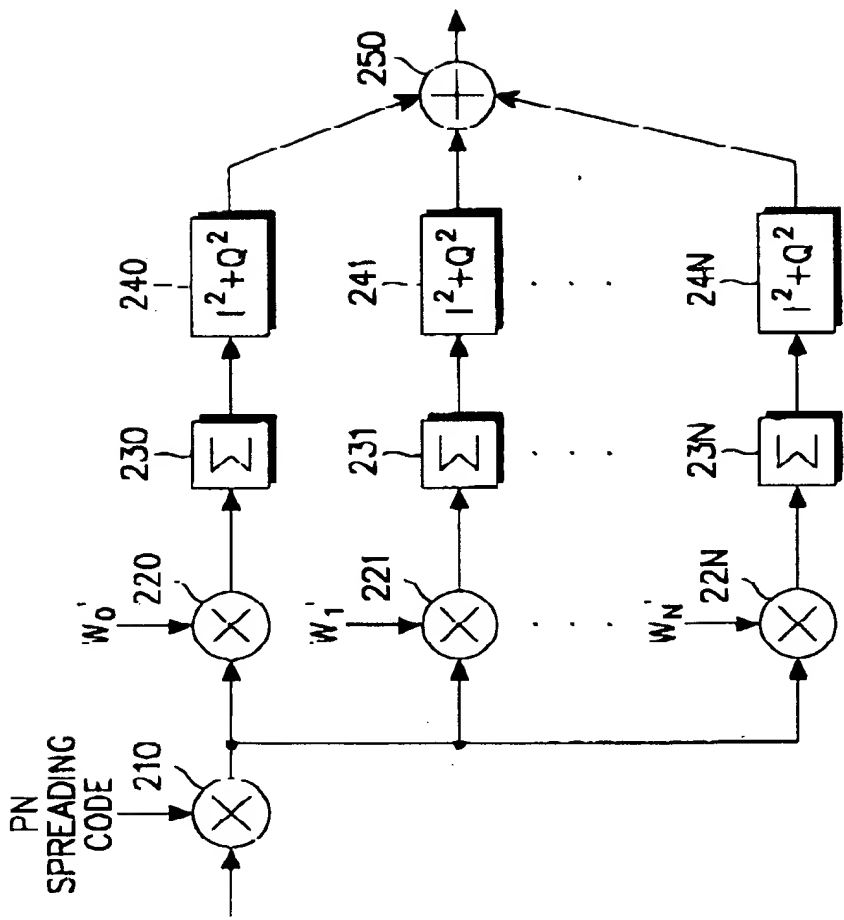 PN
SPREADING
CODE
210
W₀'
220
230
240
Σ
I²+Q²
250
W₁'
221
231
241
Σ
I²+Q²
W_N'
22N
23N
24N
Σ
I²+Q²